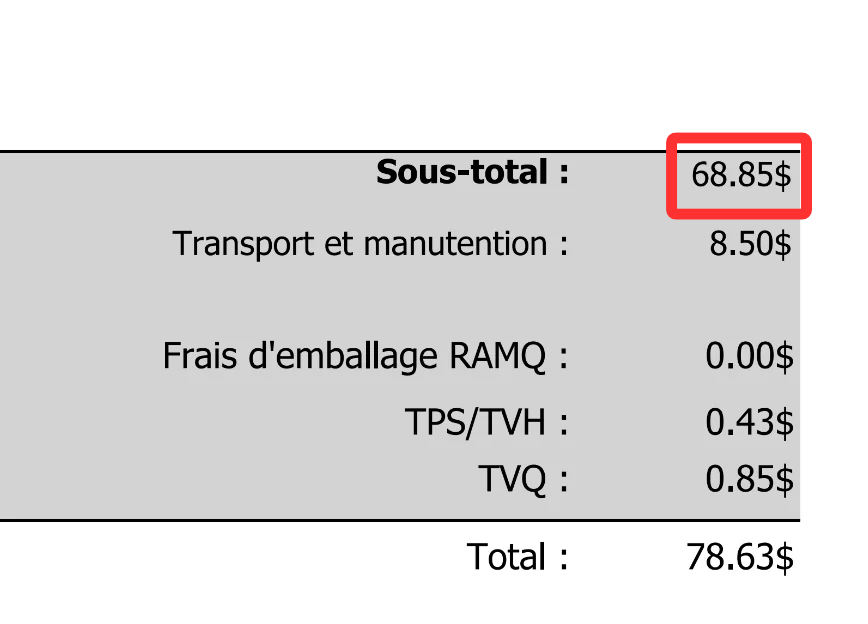 Sous-total : 68.85$
Transport et manutention : 8.50$
Frais d'emballage RAMQ : 0.00$
TPS/TVH : 0.43$
TVQ : 0.85$
Total : 78.63$